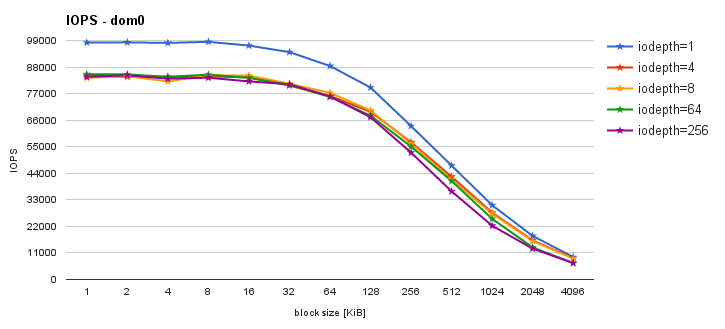 IOPS - dom0
99000
88000
77000
66000
55000
44000
33000
22000
11000
0
IOPS
1 2 4 8 16 32 64 128 256 512 1024 2048 4096
block size [KiB]
iodepth=1
iodepth=4
iodepth=8
iodepth=64
iodepth=256